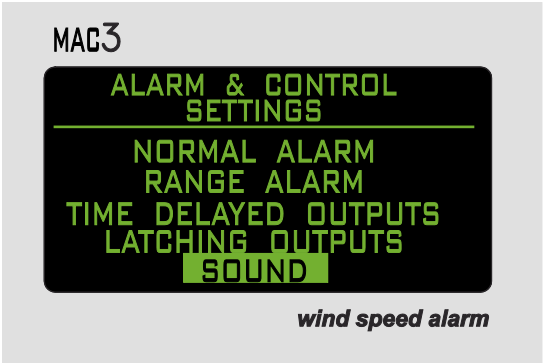 MAC3
ALARM & CONTROL
SETTINGS
NORMAL ALARM
RANGE ALARM
TIME DELAYED OUTPUTS
LATCHING OUTPUTS
SOUND
wind speed alarm